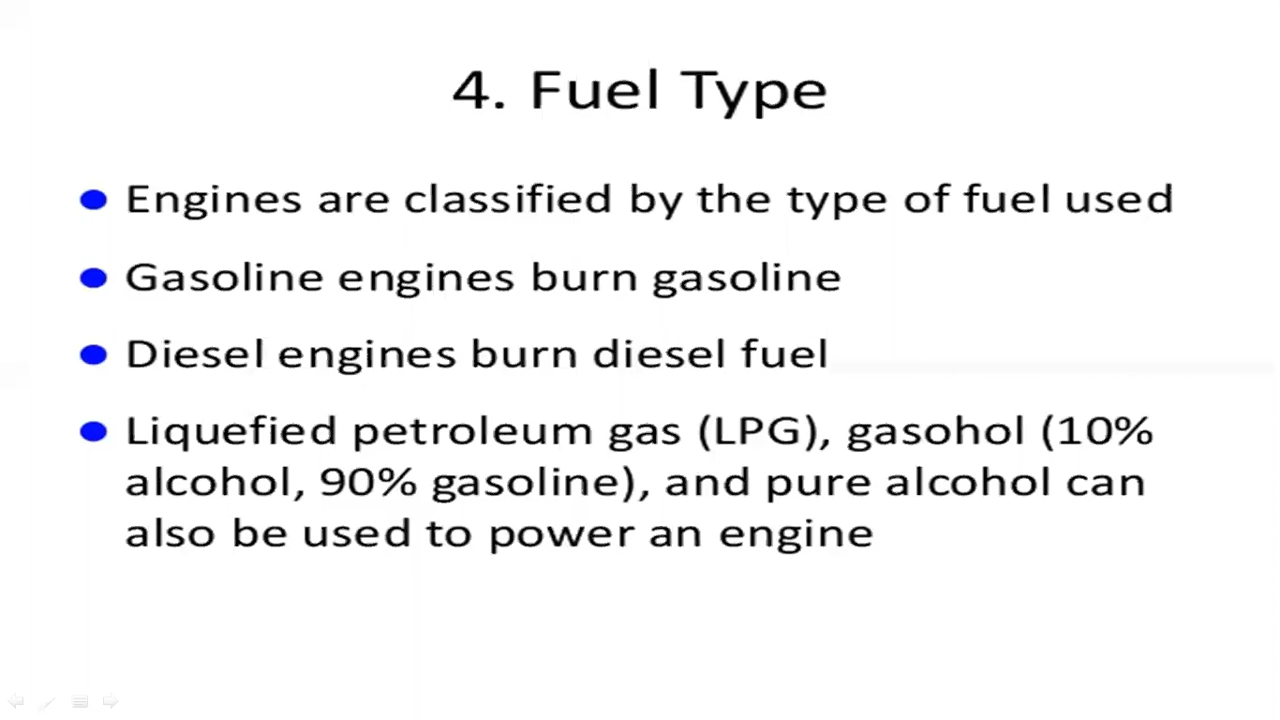 4. Fuel Type
Engines are classified by the type of fuel used
Gasoline engines burn gasoline
Diesel engines burn diesel fuel
Liquefied petroleum gas (LPG), gasohol (10%
alcohol, 90% gasoline), and pure alcohol can
also be used to power an engine